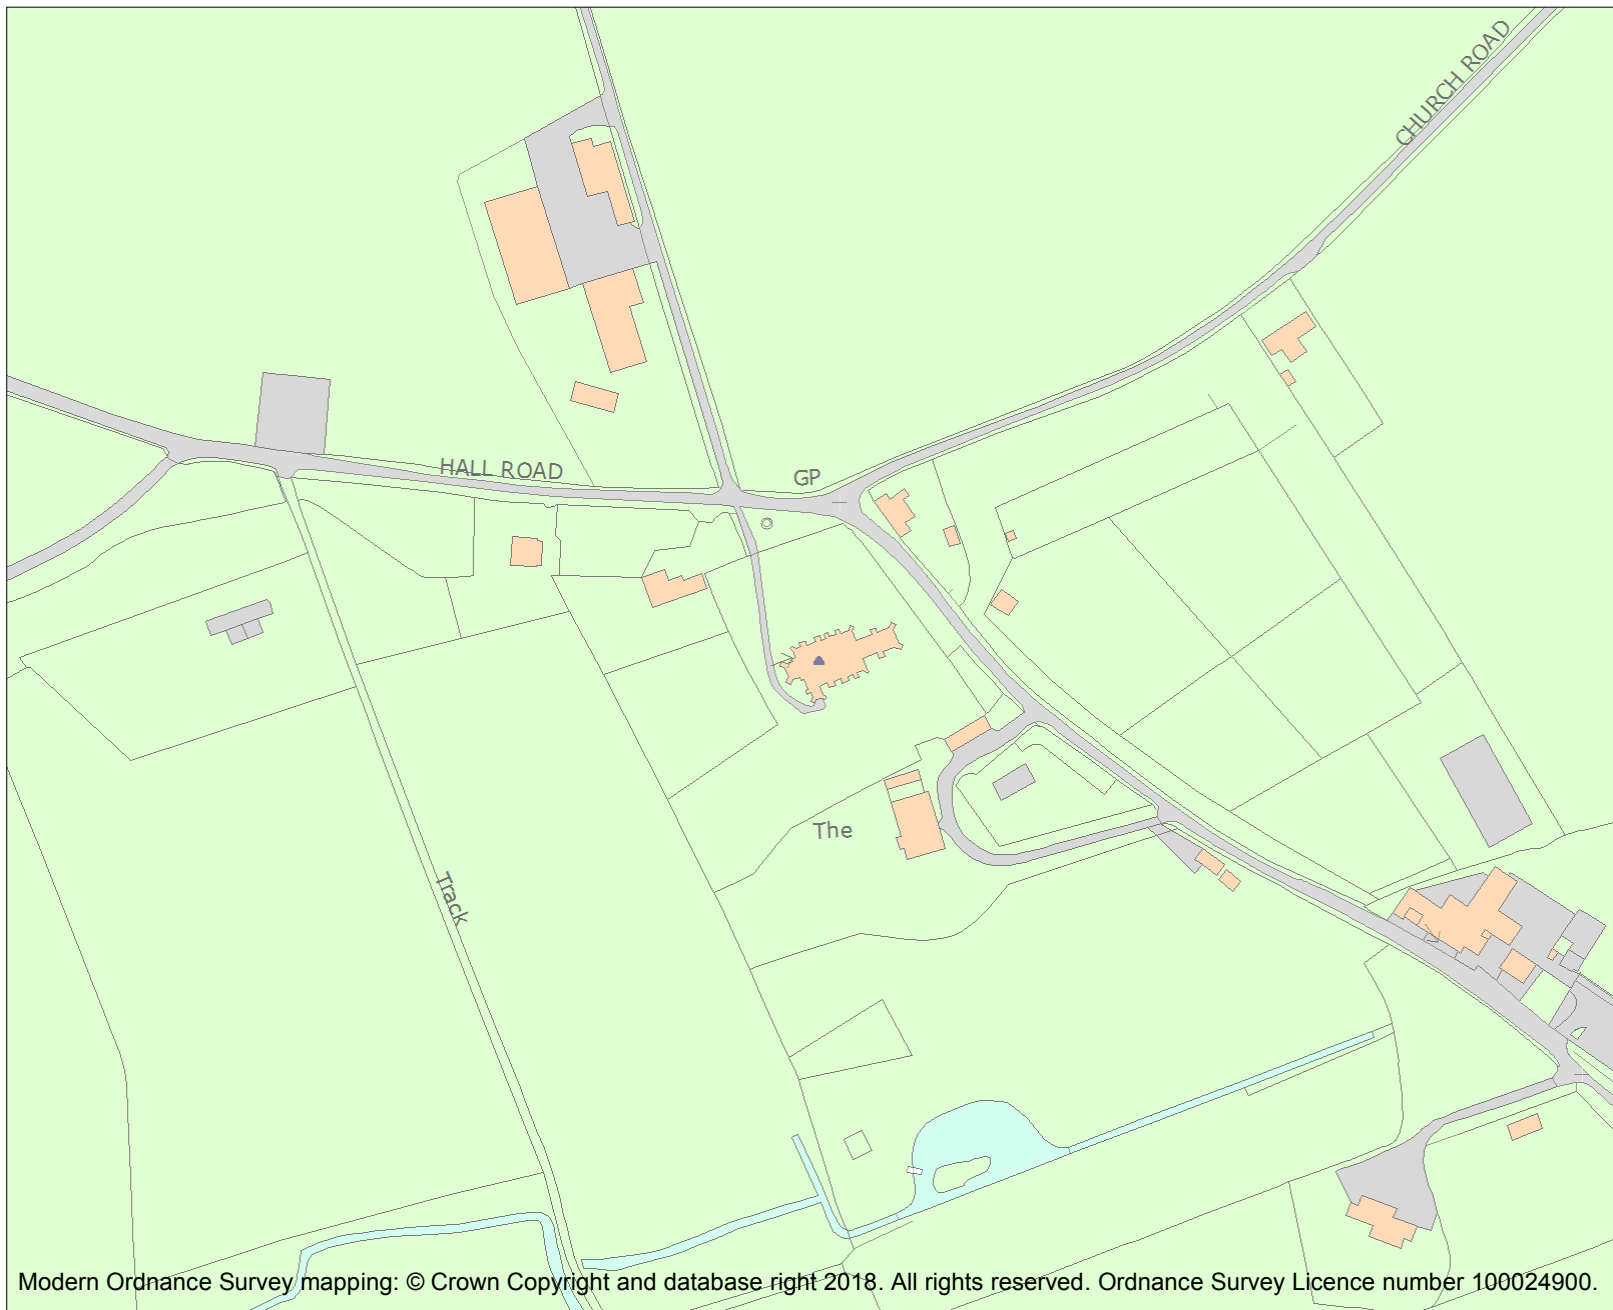 CHURCH ROAD
HALL ROAD
GP
The
Track
Modern Ordnance Survey mapping: © Crown Copyright and database right 2018. All rights reserved. Ordnance Survey Licence number 100024900.